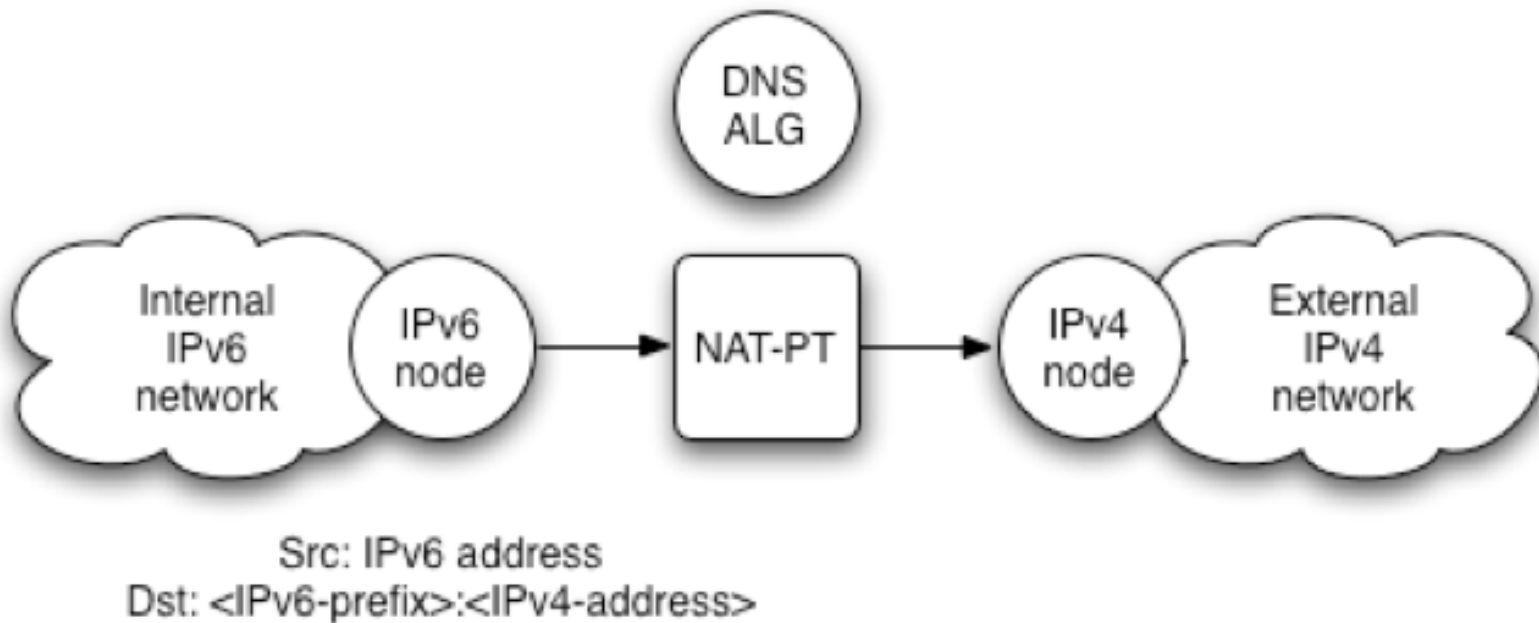 DNS
ALG
Internal
IPv6
network
IPv6
node
NAT-PT
IPv4
node
External
IPv4
network
Src: IPv6 address
Dst: <IPv6-prefix>:<IPv4-address>